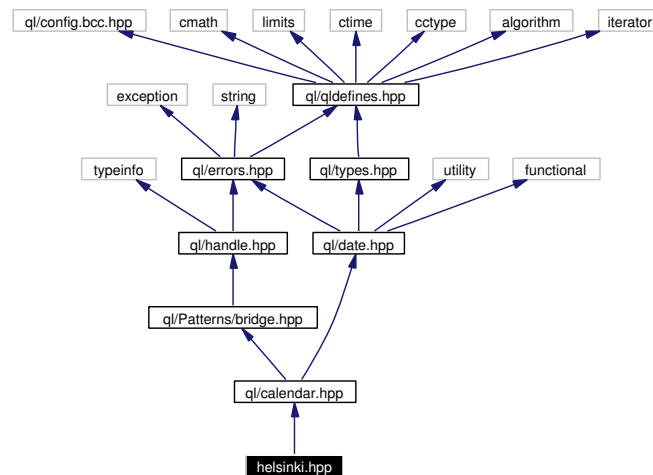 ql/config.bcc.hpp
cmath
limits
ctime
cctype
algorithm
iterator
exception
string
ql/qldefines.hpp
typeinfo
ql/errors.hpp
ql/types.hpp
utility
functional
ql/handle.hpp
ql/date.hpp
ql/Patterns/bridge.hpp
ql/calendar.hpp
helsinki.hpp